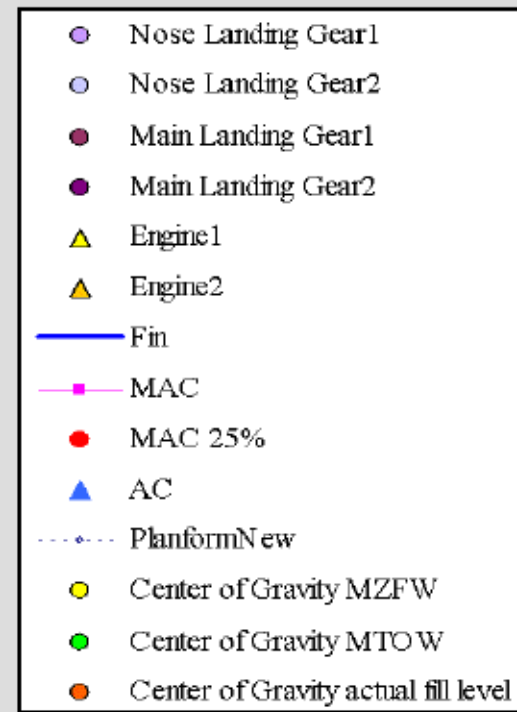 Nose Landing Gear1
Nose Landing Gear2
Main Landing Gear1
Main Landing Gear2
Engine1
Engine2
Fin
MAC
MAC 25%
AC
PlanformNew
Center of Gravity MZFW
Center of Gravity MTOW
Center of Gravity actual fill level